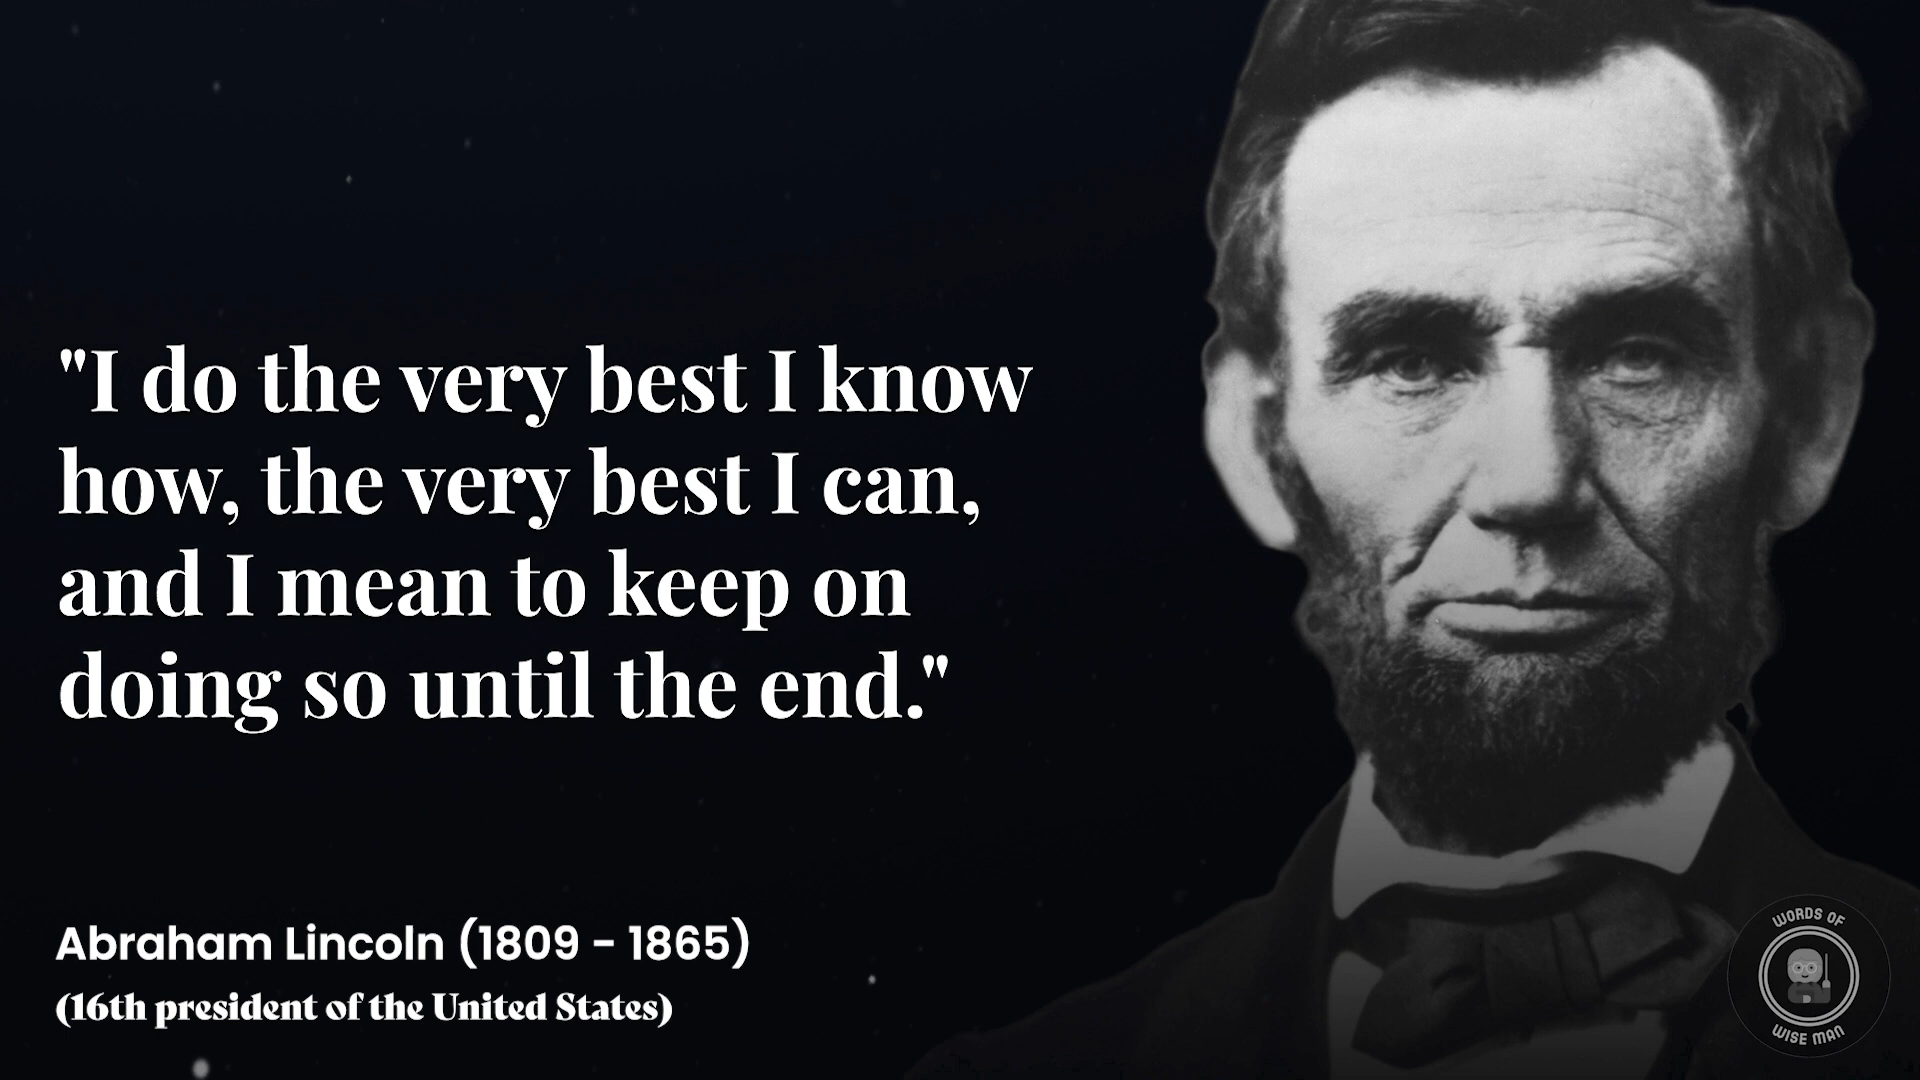 "I do the very best I know
how, the very best I can,
and I mean to keep on
doing so until the end."
Abraham Lincoln (1809 - 1865)
(16th president of the United States)
WORDS OF
WISE MAN